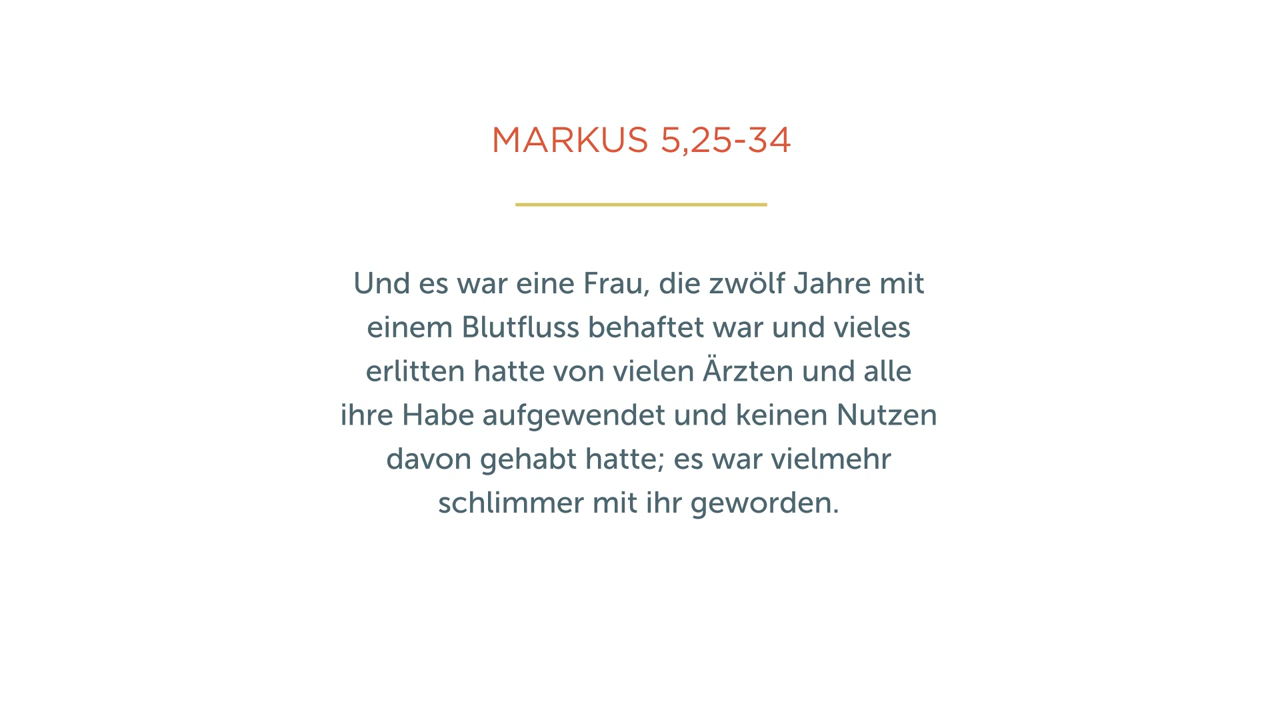 MARKUS 5,25-34
Und es war eine Frau, die zwölf Jahre mit
einem Blutfluss behaftet war und vieles
erlitten hatte von vielen Ärzten und alle
ihre Habe aufgewendet und keinen Nutzen
davon gehabt hatte; es war vielmehr
schlimmer mit ihr geworden.